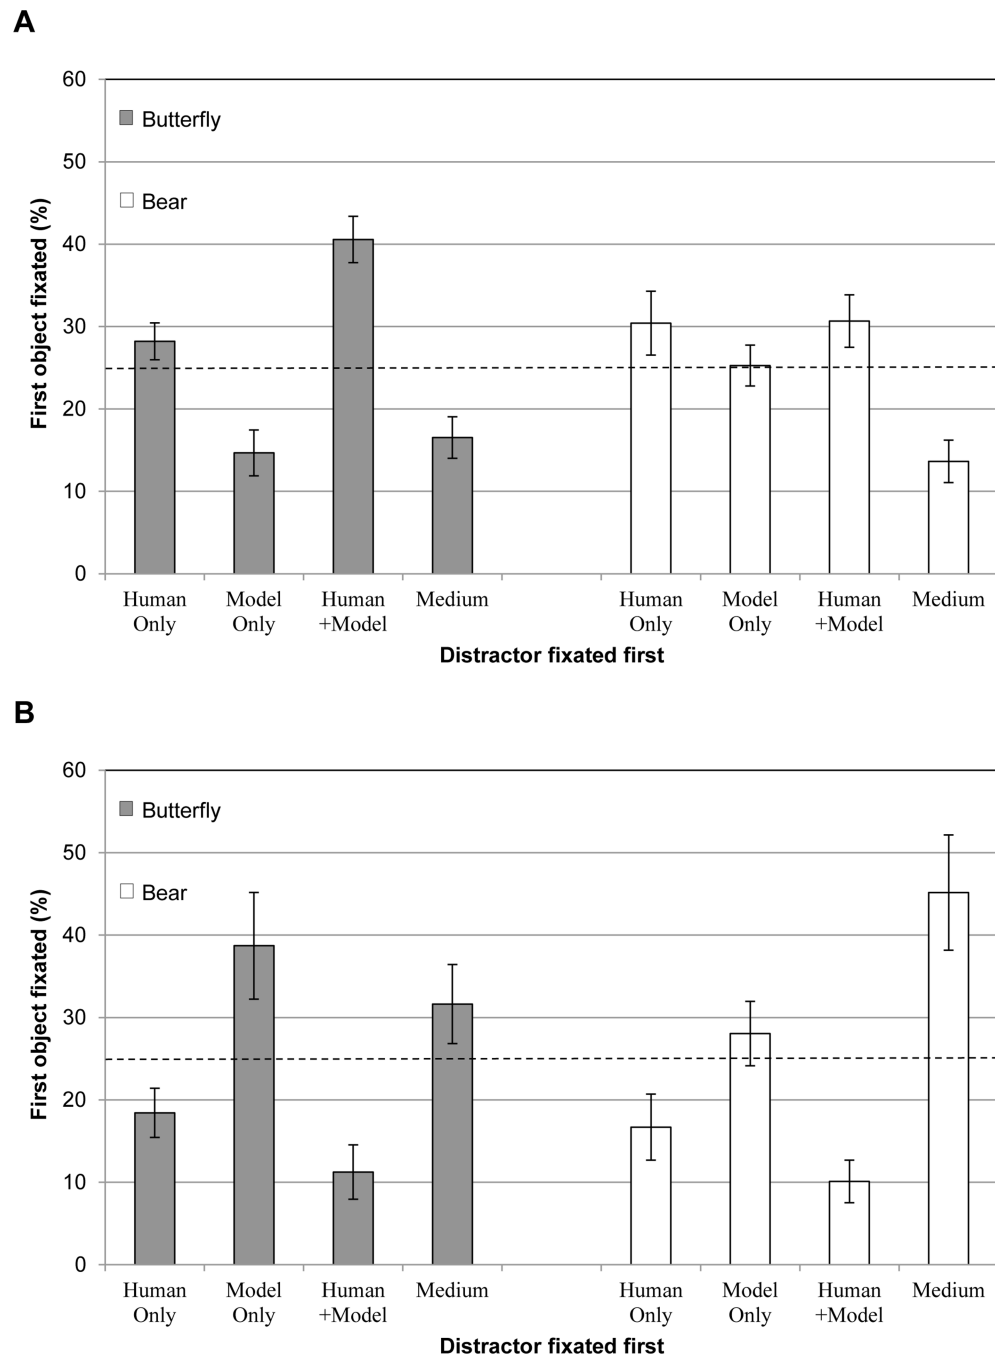 A
60
50
40
30
20
10
0
First object fixated (%)
Butterfly
Bear
Human Model Human Medium Human Model Human Medium
Only Only +Model Only Only +Model
Distractor fixated first
B
60
50
40
30
20
10
0
First object fixated (%)
Butterfly
Bear
Human Model Human Medium Human Model Human Medium
Only Only +Model Only Only +Model
Distractor fixated first